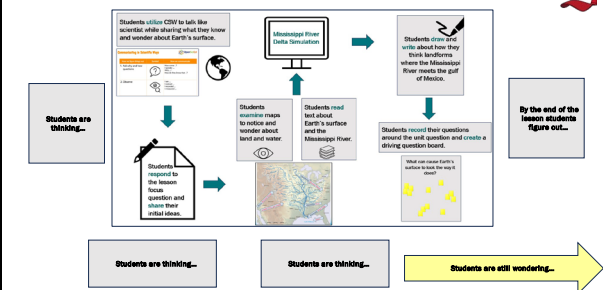 Students utilize CSW to talk like
scientist while sharing what they know
and wonder about Earth's surface.
Mississippi River
Delta Simulation
Students draw and
write about how they
think landforms
where the Mississippi
River meets the gulf
of Mexico.
Students are
thinking...
Students
examine maps
to notice and
wonder about
land and water.
Students read
text about
Earth's surface
and the
Mississippi River.
By the end of the
lesson students
figure out...
Students record their questions
around the unit question and create a
driving question board.
Students
respond to
the lesson
focus
question and
share their
initial ideas.
What can cause Earth's
surface to look the way it
does?
Students are thinking...
Students are thinking...
Students are still wondering...